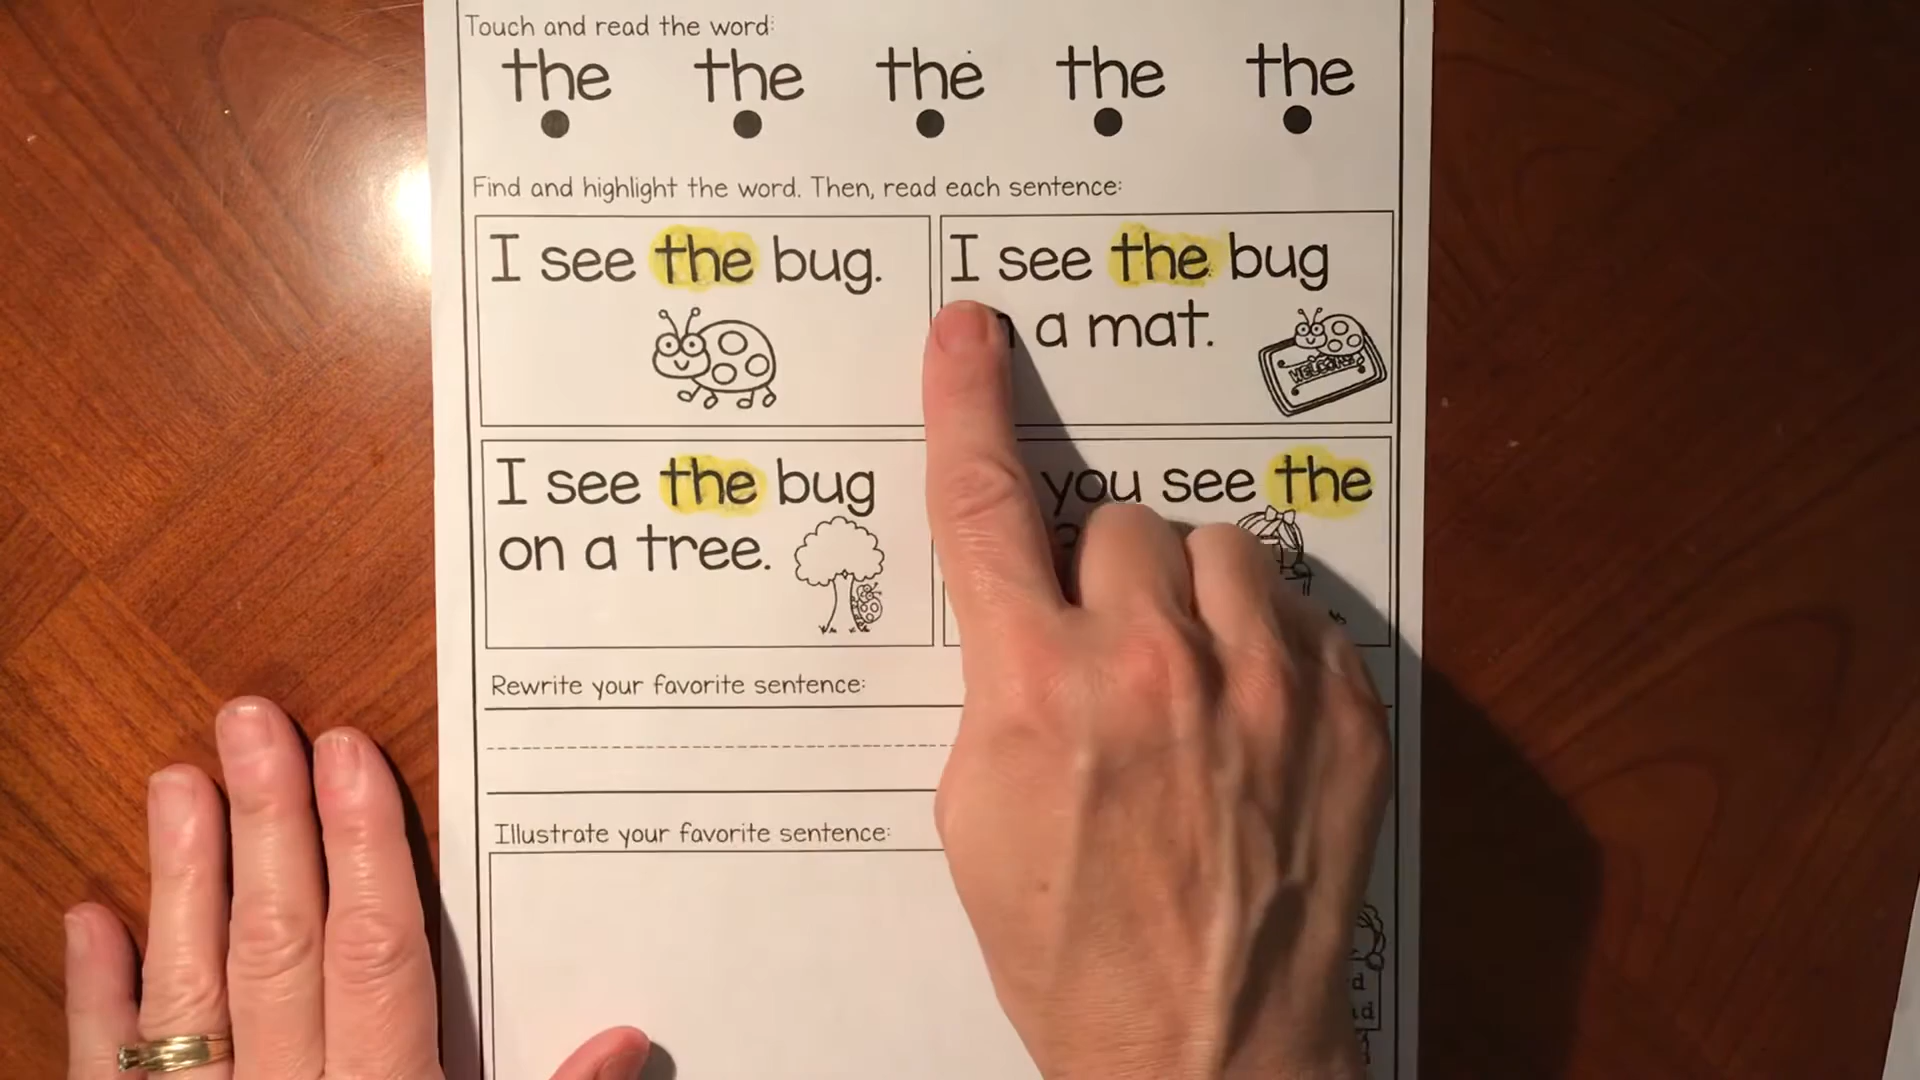 Touch and read the word:
the the the the the
Find and highlight the word. Then, read each sentence:
I see the bug.
I see the bug
a mat.
WELCOME
I see the bug
on a tree.
you see the
Rewrite your favorite sentence:
Illustrate your favorite sentence: